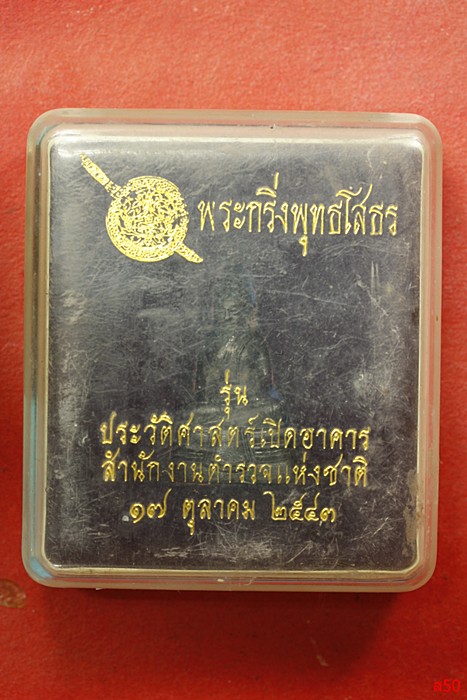 พระกริ่งพุทธโสธร
รุ่น
ประวัติศาสตร์เปิดอาคาร
สำนักงานตำรวจแห่งชาติ
๑๗ ตุลาคม ๒๕๔๓